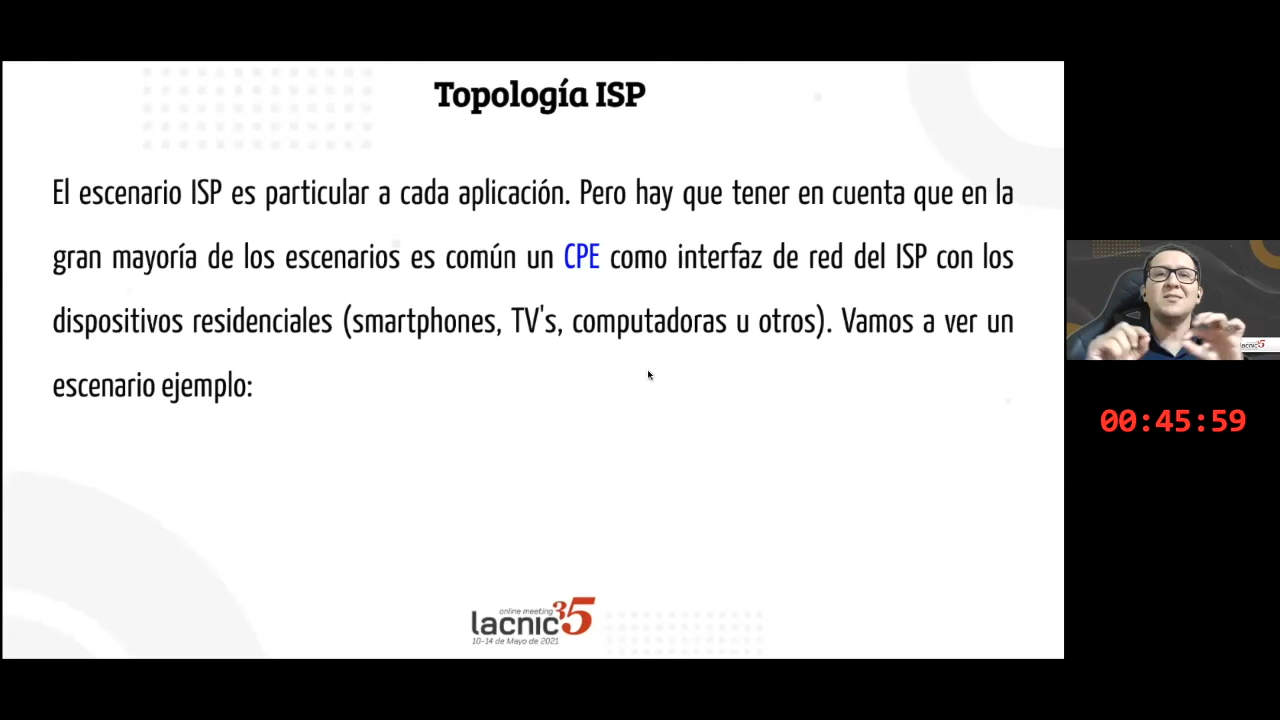 Topología ISP
El escenario ISP es particular a cada aplicación. Pero hay que tener en cuenta que en la
gran mayoría de los escenarios es común un CPE como interfaz de red del ISP con los
dispositivos residenciales (smartphones, TV's, computadoras u otros). Vamos a ver un
escenario ejemplo:
lacnic35
00:45:59
online meeting
lacnic35
10-14 de Mayo de 2021